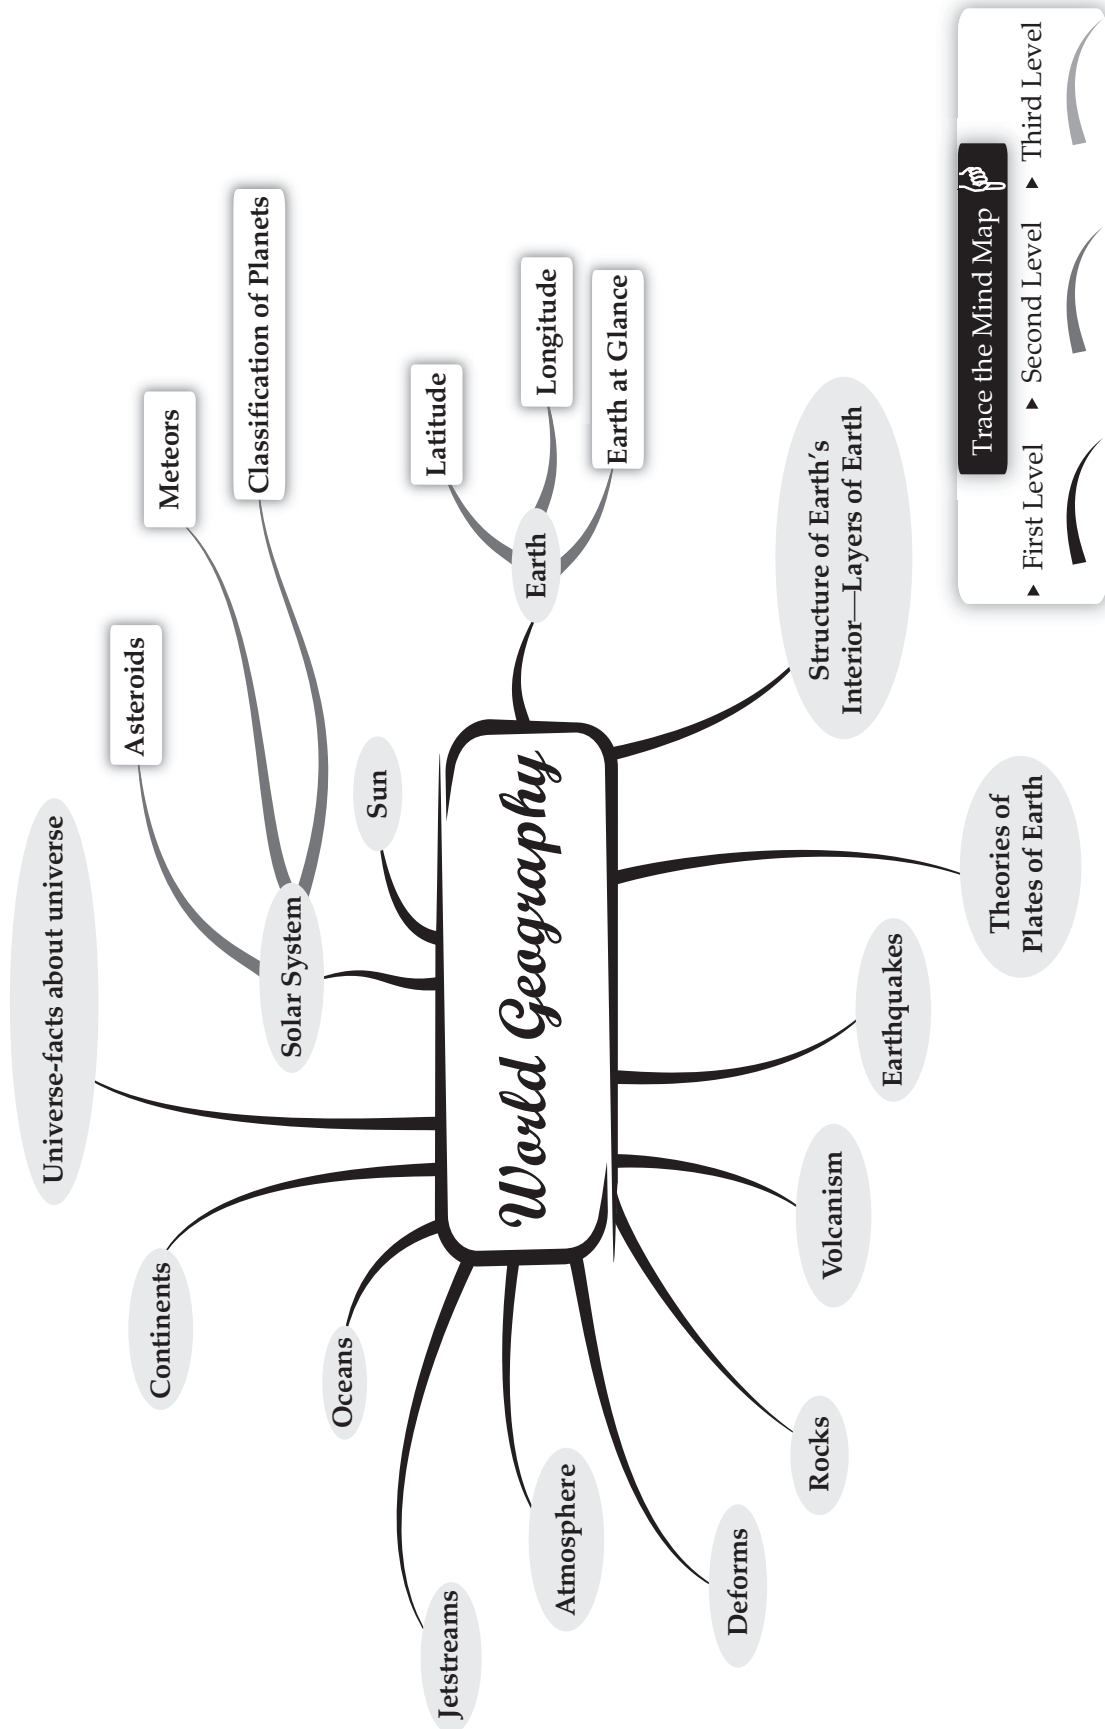 Universe-facts about universe
Asteroids
Meteors
Classification of Planets
Continents
Solar System
Oceans
Sun
Latitude
Jetstreams
World Geography
Earth
Longitude
Earth at Glance
Atmosphere
Deforms
Rocks
Volcanism
Earthquakes
Theories of
Plates of Earth
Structure of Earth's
Interior—Layers of Earth
Trace the Mind Map
▶ First Level ▶ Second Level ▶ Third Level